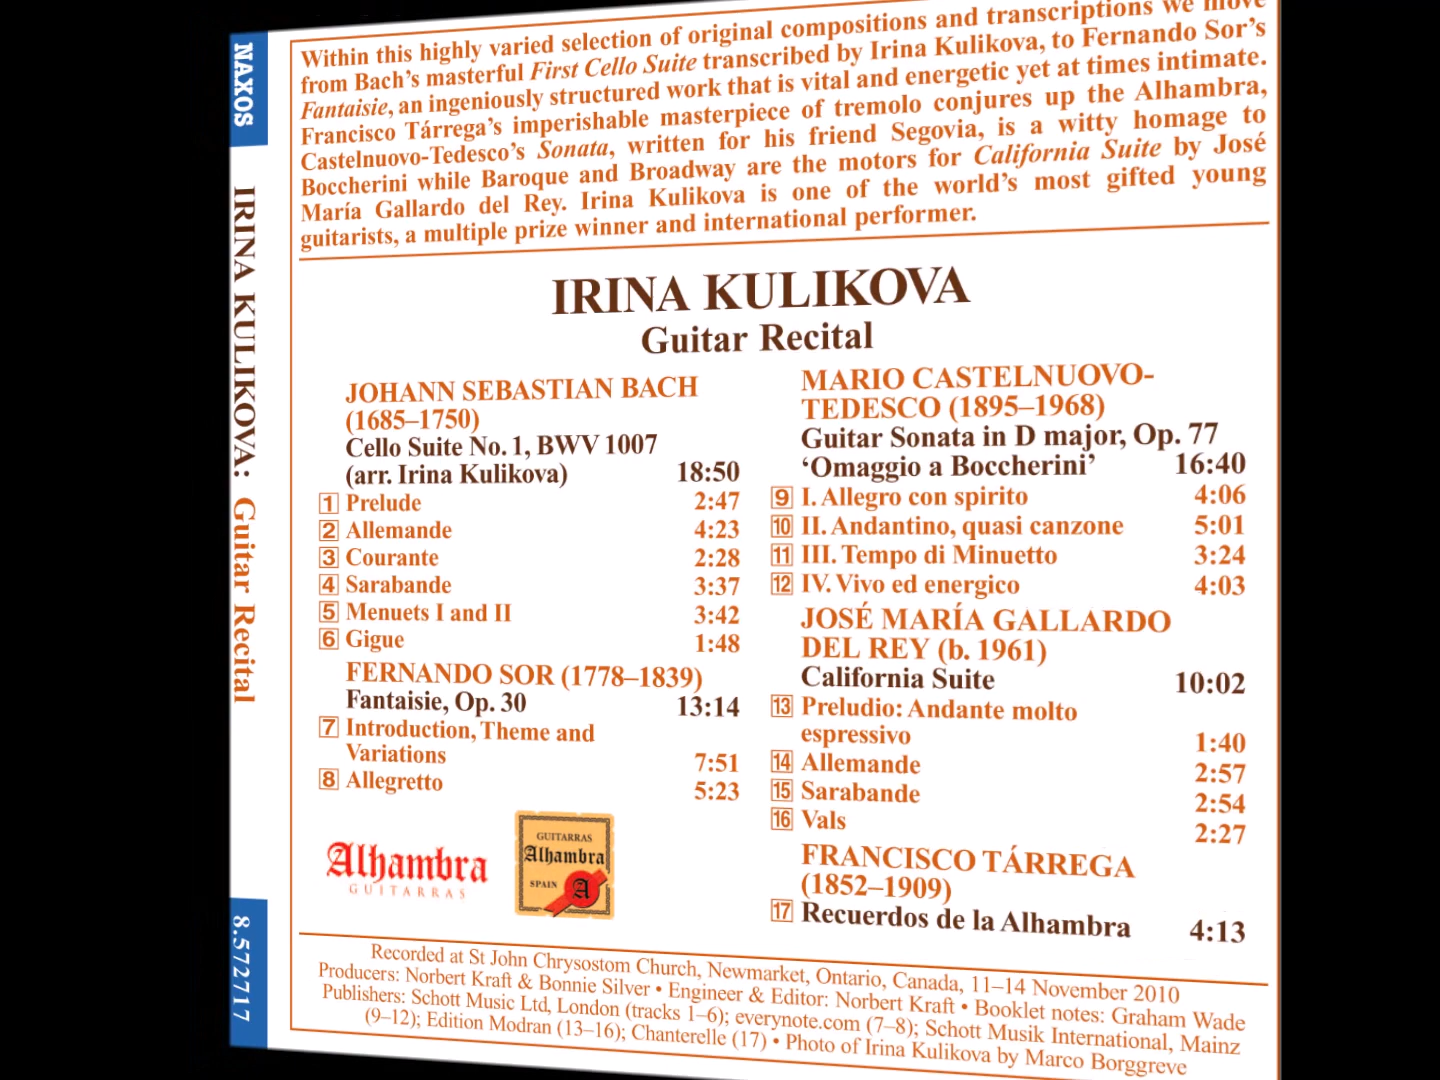 NAXOS
IRINA KULIKOVA: Guitar Recital
8.572717
Within this highly varied selection of original compositions and transcriptions we move
from Bach's masterful First Cello Suite transcribed by Irina Kulikova, to Fernando Sor's
Fantaisie, an ingeniously structured work that is vital and energetic yet at times intimate.
Francisco Tárrega's imperishable masterpiece of tremolo conjures up the Alhambra,
Castelnuovo-Tedesco's Sonata, written for his friend Segovia, is a witty homage to
Boccherini while Baroque and Broadway are the motors for California Suite by José
María Gallardo del Rey. Irina Kulikova is one of the world's most gifted young
guitarists, a multiple prize winner and international performer.
IRINA KULIKOVA
Guitar Recital
JOHANN SEBASTIAN BACH
(1685–1750)
Cello Suite No. 1, BWV 1007
(arr. Irina Kulikova) 18:50
1 Prelude 2:47
2 Allemande 4:23
3 Courante 2:28
4 Sarabande 3:37
5 Menuets I and II 3:42
6 Gigue 1:48
FERNANDO SOR (1778–1839)
Fantaisie, Op. 30 13:14
7 Introduction, Theme and
Variations 7:51
8 Allegretto 5:23
Alhambra
GUITARRAS
GUITARRAS
Alhambra
SPAIN A
MARIO CASTELNUOVO-
TEDESCO (1895–1968)
Guitar Sonata in D major, Op. 77
'Omaggio a Boccherini' 16:40
9 I. Allegro con spirito 4:06
10 II. Andantino, quasi canzone 5:01
11 III. Tempo di Minuetto 3:24
12 IV. Vivo ed energico 4:03
JOSÉ MARÍA GALLARDO
DEL REY (b. 1961)
California Suite 10:02
13 Preludio: Andante molto
espressivo 1:40
14 Allemande 2:57
15 Sarabande 2:54
16 Vals 2:27
FRANCISCO TÁRREGA
(1852–1909)
17 Recuerdos de la Alhambra 4:13
Recorded at St John Chrysostom Church, Newmarket, Ontario, Canada, 11–14 November 2010
Producers: Norbert Kraft & Bonnie Silver • Engineer & Editor: Norbert Kraft • Booklet notes: Graham Wade
Publishers: Schott Music Ltd, London (tracks 1–6); everynote.com (7–8); Schott Musik International, Mainz
(9–12); Edition Modran (13–16); Chanterelle (17) • Photo of Irina Kulikova by Marco Borggreve